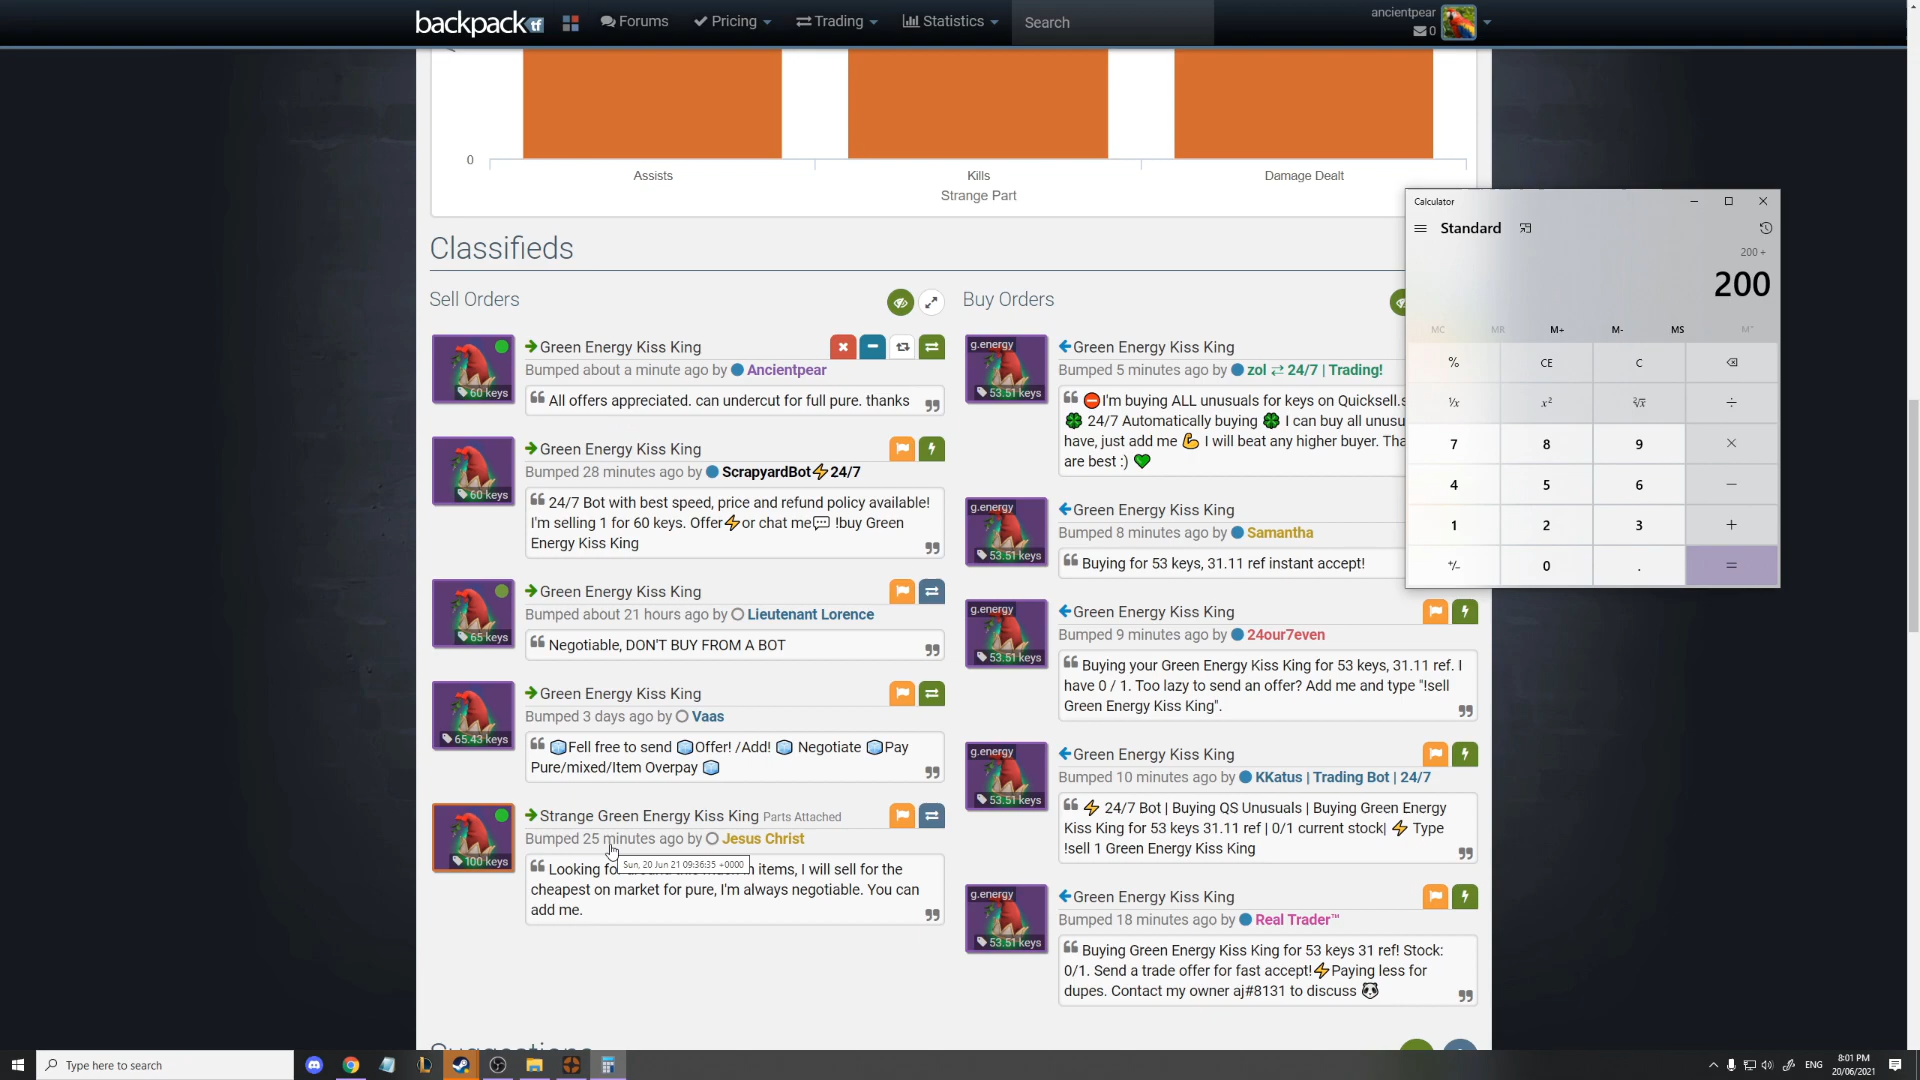 backpack.tf
Forums
Pricing
Trading
Statistics
Search
ancientpear
0
0
Assists
Kills
Damage Dealt
Strange Part
Classifieds
Sell Orders
60 keys
Green Energy Kiss King
Bumped about a minute ago by Ancientpear
All offers appreciated. can undercut for full pure. thanks
60 keys
Green Energy Kiss King
Bumped 28 minutes ago by ScrapyardBot⚡24/7
24/7 Bot with best speed, price and refund policy available!
I'm selling 1 for 60 keys. Offer⚡or chat me💬 !buy Green
Energy Kiss King
65 keys
Green Energy Kiss King
Bumped about 21 hours ago by Lieutenant Lorence
Negotiable, DON'T BUY FROM A BOT
65.43 keys
Green Energy Kiss King
Bumped 3 days ago by Vaas
🧊Fell free to send 🧊Offer! /Add! 🧊 Negotiate 🧊Pay
Pure/mixed/Item Overpay 🧊
100 keys
Strange Green Energy Kiss King Parts Attached
Bumped 25 minutes ago by Jesus Christ
Sun, 20 Jun 21 09:36:35 +0000
Looking for items, I will sell for the
cheapest on market for pure, I'm always negotiable. You can
add me.
Buy Orders
g.energy
53.51 keys
Green Energy Kiss King
Bumped 5 minutes ago by zol ⇄ 24/7 | Trading!
⛔I'm buying ALL unusuals for keys on Quicksell.s
🍀 24/7 Automatically buying 🍀 I can buy all unusu
have, just add me 💪 I will beat any higher buyer. Tha
are best :) 💚
g.energy
53.51 keys
Green Energy Kiss King
Bumped 8 minutes ago by Samantha
Buying for 53 keys, 31.11 ref instant accept!
g.energy
53.51 keys
Green Energy Kiss King
Bumped 9 minutes ago by 24our7even
Buying your Green Energy Kiss King for 53 keys, 31.11 ref. I
have 0 / 1. Too lazy to send an offer? Add me and type "!sell
Green Energy Kiss King".
g.energy
53.51 keys
Green Energy Kiss King
Bumped 10 minutes ago by KKatus | Trading Bot | 24/7
⚡ 24/7 Bot | Buying QS Unusuals | Buying Green Energy
Kiss King for 53 keys 31.11 ref | 0/1 current stock| ⚡ Type
!sell 1 Green Energy Kiss King
g.energy
53.51 keys
Green Energy Kiss King
Bumped 18 minutes ago by Real Trader™
Buying Green Energy Kiss King for 53 keys 31 ref! Stock:
0/1. Send a trade offer for fast accept!⚡Paying less for
dupes. Contact my owner aj#8131 to discuss 🐼
Calculator
Standard
200 +
200
MC MR M+ M- MS M˅
% CE C ⌫
¹/x x² ²√x ÷
7 8 9 ×
4 5 6 −
1 2 3 +
+/− 0 . =
Type here to search
ENG
8:01 PM
20/06/2021